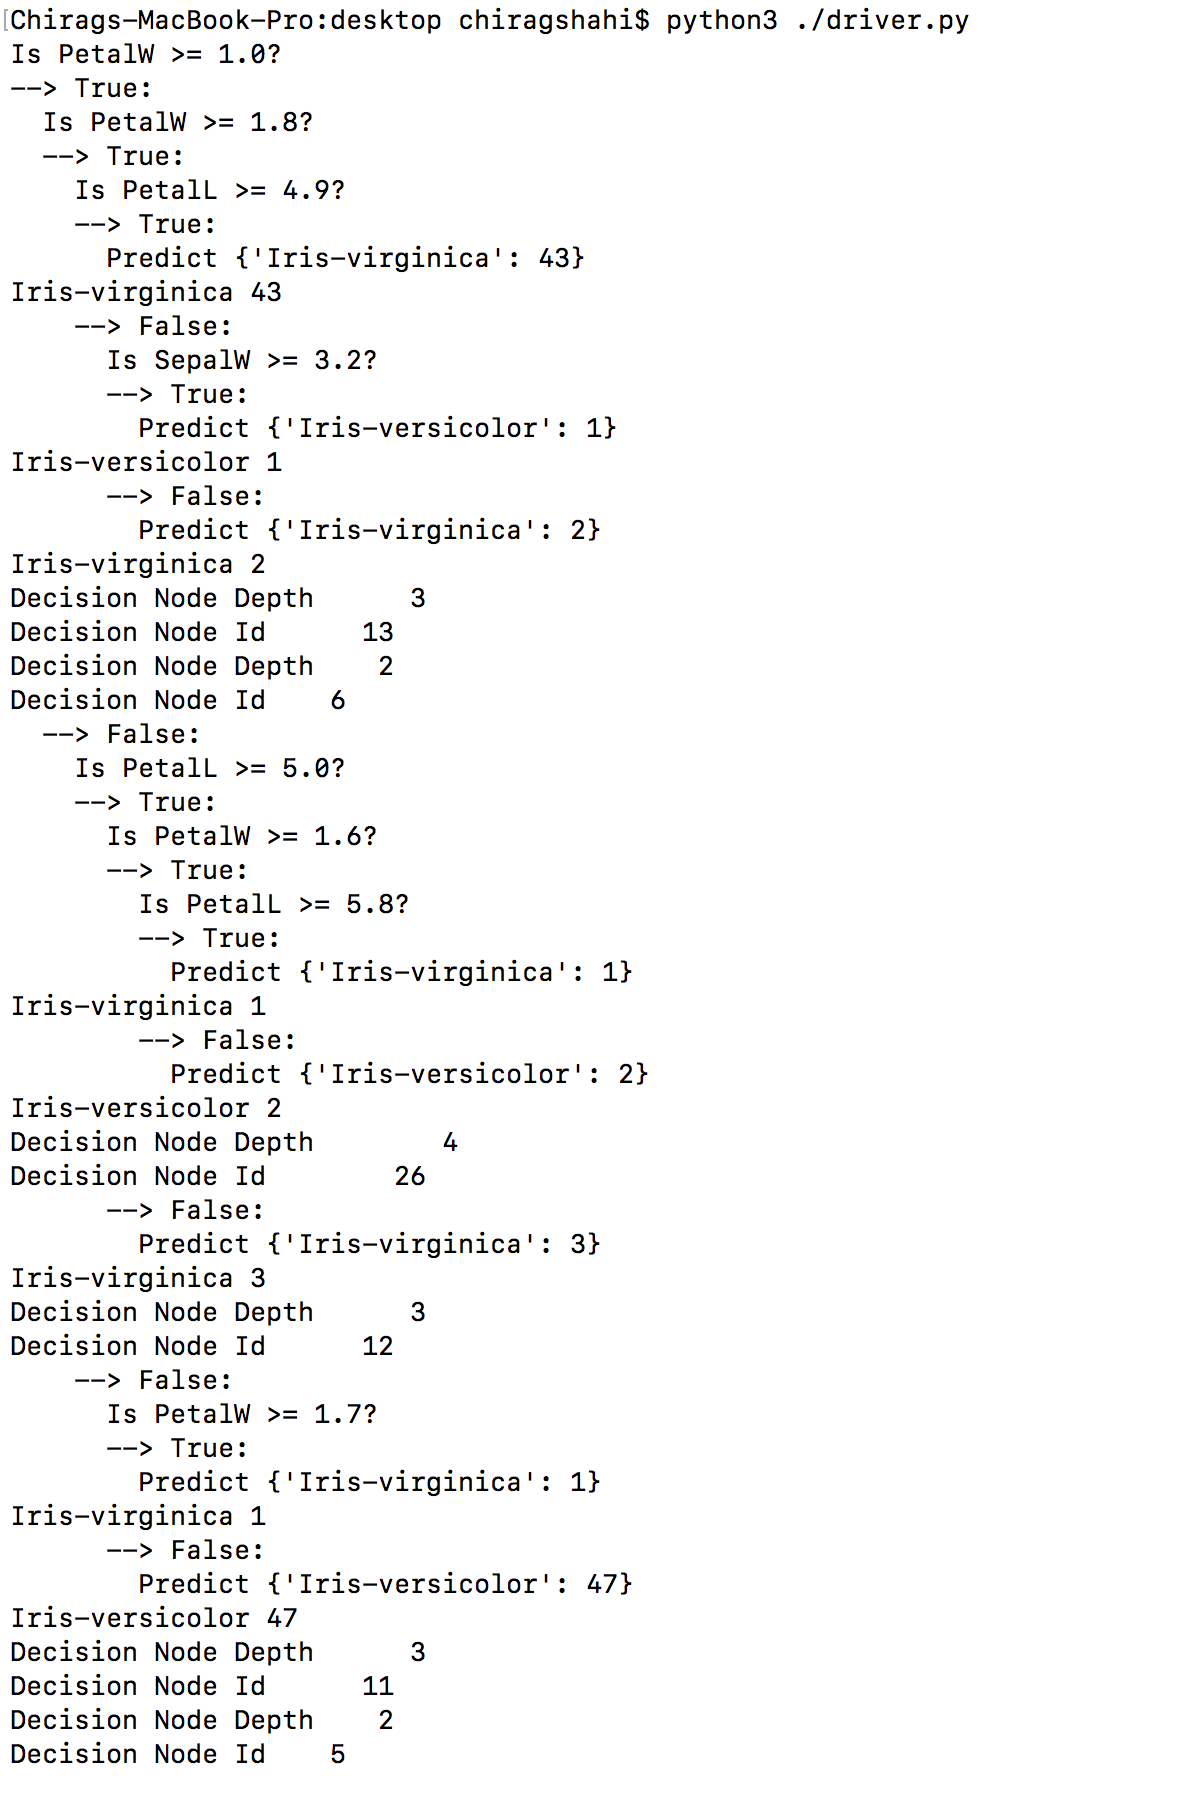 [Chirags-MacBook-Pro:desktop chiragshahi$ python3 ./driver.py
Is PetalW >= 1.0?
--> True:
  Is PetalW >= 1.8?
  --> True:
    Is PetalL >= 4.9?
    --> True:
      Predict {'Iris-virginica': 43}
Iris-virginica 43
    --> False:
      Is SepalW >= 3.2?
      --> True:
        Predict {'Iris-versicolor': 1}
Iris-versicolor 1
      --> False:
        Predict {'Iris-virginica': 2}
Iris-virginica 2
Decision Node Depth      3
Decision Node Id      13
Decision Node Depth    2
Decision Node Id    6
  --> False:
    Is PetalL >= 5.0?
    --> True:
      Is PetalW >= 1.6?
      --> True:
        Is PetalL >= 5.8?
        --> True:
          Predict {'Iris-virginica': 1}
Iris-virginica 1
        --> False:
          Predict {'Iris-versicolor': 2}
Iris-versicolor 2
Decision Node Depth        4
Decision Node Id        26
      --> False:
        Predict {'Iris-virginica': 3}
Iris-virginica 3
Decision Node Depth      3
Decision Node Id      12
    --> False:
      Is PetalW >= 1.7?
      --> True:
        Predict {'Iris-virginica': 1}
Iris-virginica 1
      --> False:
        Predict {'Iris-versicolor': 47}
Iris-versicolor 47
Decision Node Depth      3
Decision Node Id      11
Decision Node Depth    2
Decision Node Id    5